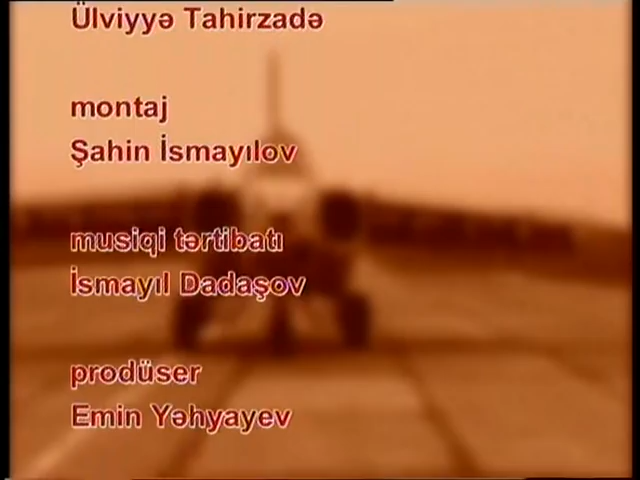 Ülviyyə Tahirzadə
montaj
Şahin İsmayılov
musiqi tərtibatı
İsmayıl Dadaşov
prodüser
Emin Yəhyayev